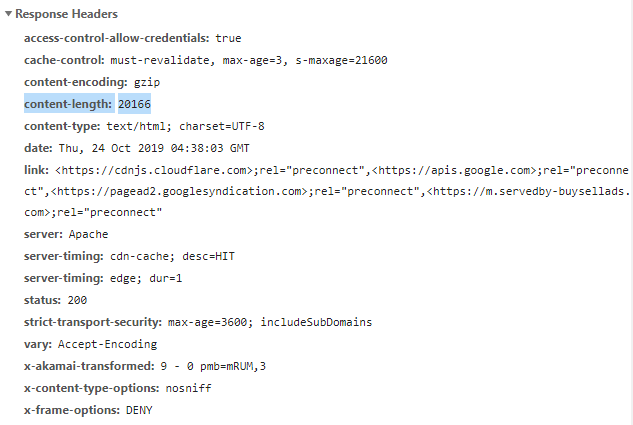 Response Headers
access-control-allow-credentials: true
cache-control: must-revalidate, max-age=3, s-maxage=21600
content-encoding: gzip
content-length: 20166
content-type: text/html; charset=UTF-8
date: Thu, 24 Oct 2019 04:38:03 GMT
link: <https://cdnjs.cloudflare.com>;rel="preconnect",<https://apis.google.com>;rel="preconne
ct",<https://pagead2.googlesyndication.com>;rel="preconnect",<https://m.servedby-buysellads.
com>;rel="preconnect"
server: Apache
server-timing: cdn-cache; desc=HIT
server-timing: edge; dur=1
status: 200
strict-transport-security: max-age=3600; includeSubDomains
vary: Accept-Encoding
x-akamai-transformed: 9 - 0 pmb=mRUM,3
x-content-type-options: nosniff
x-frame-options: DENY